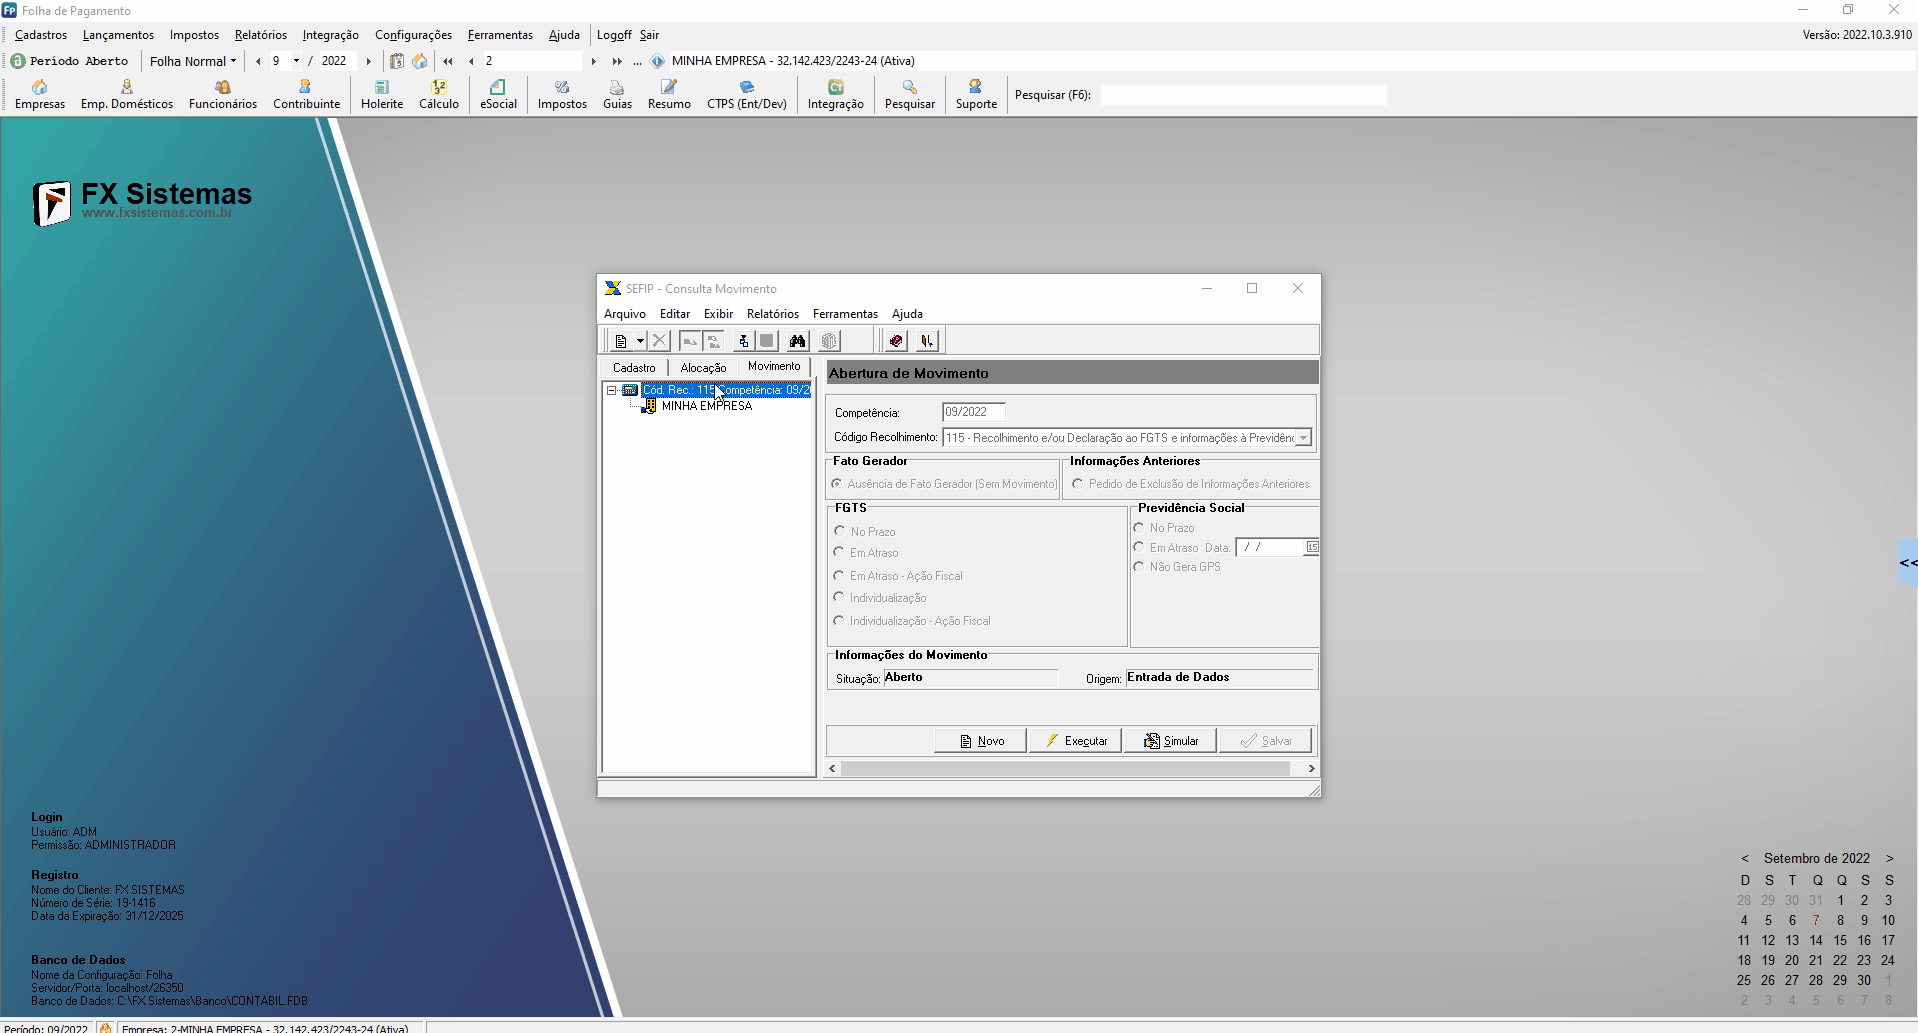 Folha de Pagamento
Cadastros Lançamentos Impostos Relatórios Integração Configurações Ferramentas Ajuda Logoff Sair
Versão: 2022.10.3.910
Período Aberto Folha Normal 9 / 2022 2 ... MINHA EMPRESA - 32.142.423/2243-24 (Ativa)
Empresas Emp. Domésticos Funcionários Contribuinte Holerite Cálculo eSocial Impostos Guias Resumo CTPS (Ent/Dev) Integração Pesquisar Suporte Pesquisar (F6):
FX Sistemas
www.fxsistemas.com.br
SEFIP - Consulta Movimento
Arquivo Editar Exibir Relatórios Ferramentas Ajuda
Cadastro Alocação Movimento
Cód. Rec.: 115 Competência: 09/2
MINHA EMPRESA
Abertura de Movimento
Competência: 09/2022
Código Recolhimento: 115 - Recolhimento e/ou Declaração ao FGTS e informações à Previdênc
Fato Gerador
Ausência de Fato Gerador (Sem Movimento)
Informações Anteriores
Pedido de Exclusão de Informações Anteriores
FGTS
No Prazo
Em Atraso
Em Atraso - Ação Fiscal
Individualização
Individualização - Ação Fiscal
Previdência Social
No Prazo
Em Atraso Data: / / 15
Não Gera GPS
Informações do Movimento
Situação: Aberto Origem: Entrada de Dados
Novo Executar Simular Salvar
<<
Login
Usuário: ADM
Permissão: ADMINISTRADOR
Registro
Nome do Cliente: FX SISTEMAS
Número de Série: 19-1416
Data da Expiração: 31/12/2025
Banco de Dados
Nome da Configuração: Folha
Servidor/Porta: localhost/26350
Banco de Dados: C:\FX Sistemas\Banco\CONTABIL.FDB
< Setembro de 2022 >
D S T Q Q S S
28 29 30 31 1 2 3
4 5 6 7 8 9 10
11 12 13 14 15 16 17
18 19 20 21 22 23 24
25 26 27 28 29 30 1
2 3 4 5 6 7 8
Período: 09/2022 Empresa: 2-MINHA EMPRESA - 32.142.423/2243-24 (Ativa)